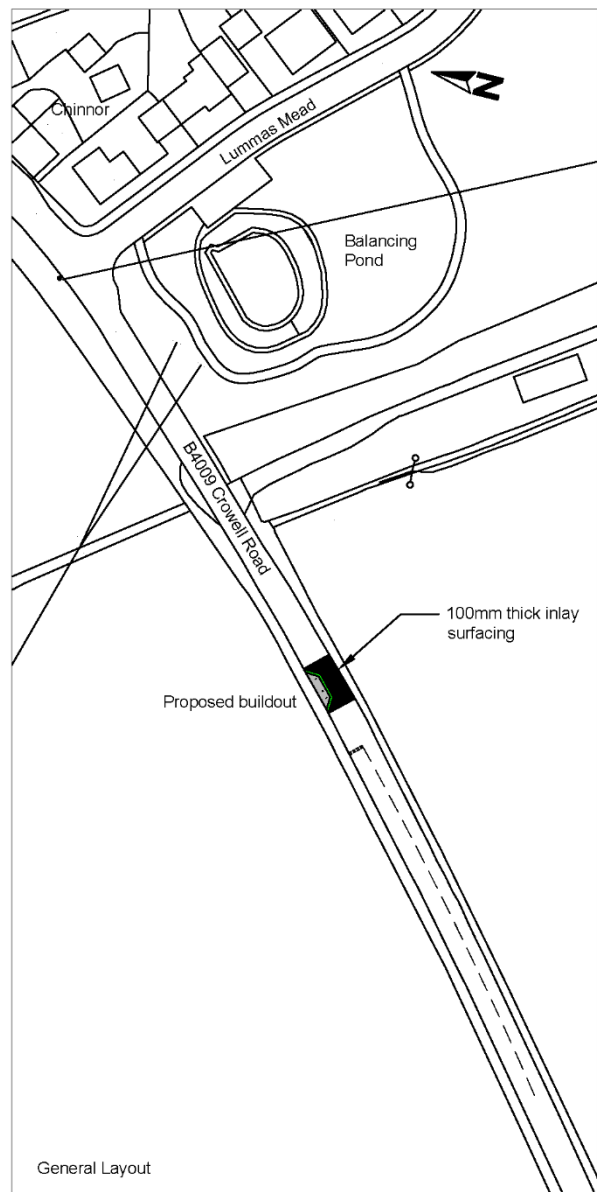 Chinnor
Lummas Mead
N
Balancing
Pond
B4009 Crowell Road
100mm thick inlay
surfacing
Proposed buildout
General Layout